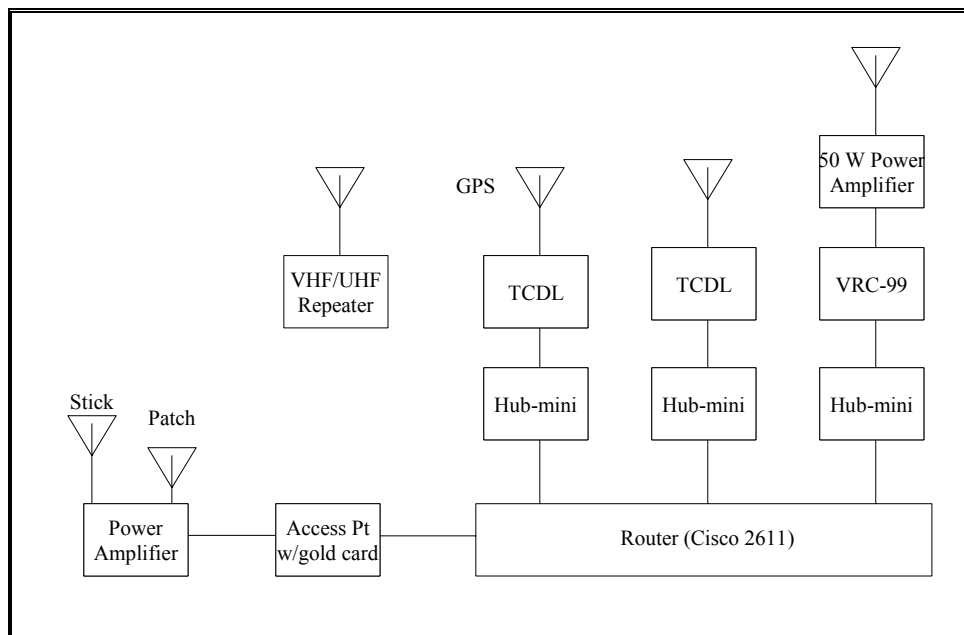 50 W Power
Amplifier
GPS
VHF/UHF
Repeater
TCDL
TCDL
VRC-99
Hub-mini
Hub-mini
Hub-mini
Stick
Patch
Power
Amplifier
Access Pt
w/gold card
Router (Cisco 2611)